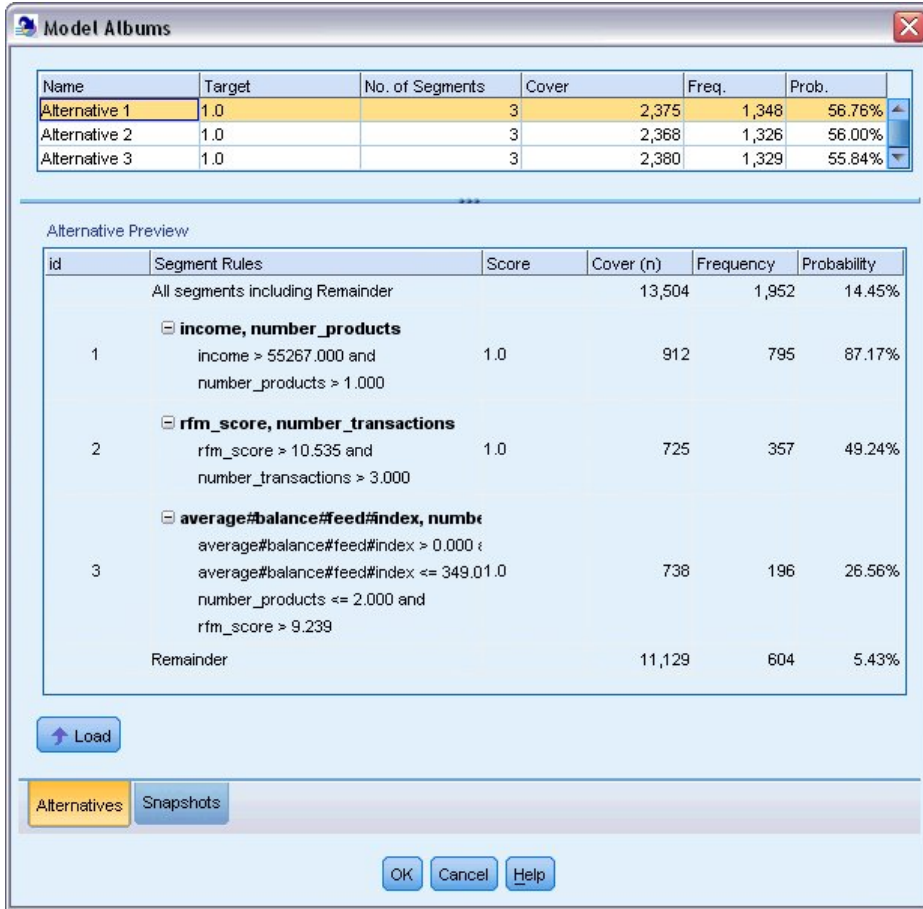 Model Albums
Name Target No. of Segments Cover Freq. Prob.
Alternative 1 1.0 3 2,375 1,348 56.76%
Alternative 2 1.0 3 2,368 1,326 56.00%
Alternative 3 1.0 3 2,380 1,329 55.84%
Alternative Preview
id Segment Rules Score Cover (n) Frequency Probability
All segments including Remainder 13,504 1,952 14.45%
income, number_products
income > 55267.000 and
1 1.0 912 795 87.17%
number_products > 1.000
rfm_score, number_transactions
rfm_score > 10.535 and
2 1.0 725 357 49.24%
number_transactions > 3.000
average#balance#feed#index, numbe
average#balance#feed#index > 0.000
3 average#balance#feed#index <= 349.0 1.0 738 196 26.56%
number_products <= 2.000 and
rfm_score > 9.239
Remainder 11,129 604 5.43%
Load
Alternatives Snapshots
OK Cancel Help